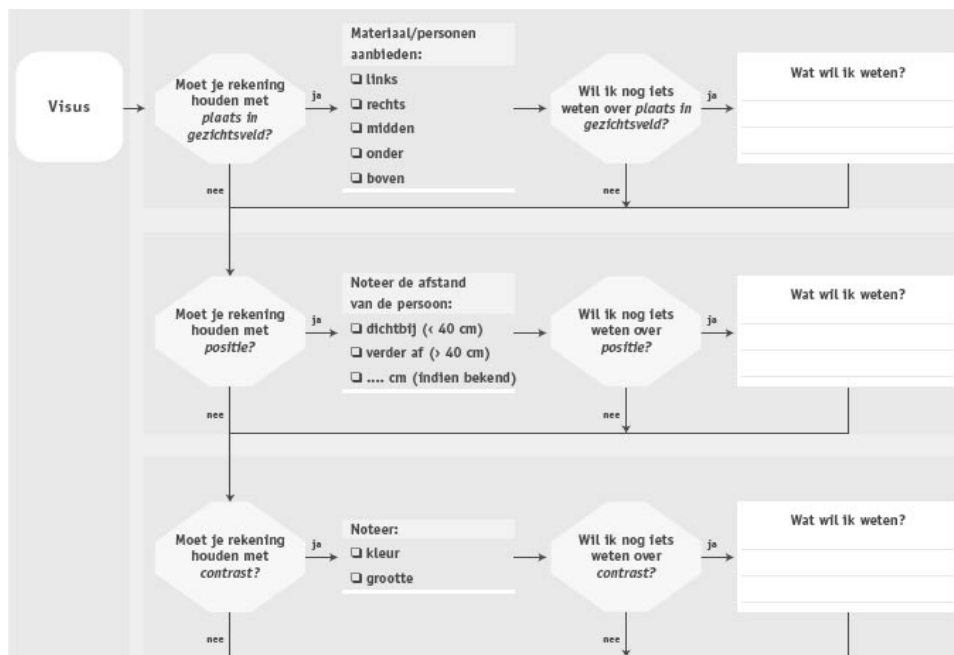 Visus
Moet je rekening
houden met
plaats in
gezichtsveld?
ja
Materiaal/personen
aanbieden:
❑ links
❑ rechts
❑ midden
❑ onder
❑ boven
Wil ik nog iets
weten over plaats in
gezichtsveld?
ja
Wat wil ik weten?
nee
nee
Moet je rekening
houden met
positie?
ja
Noteer de afstand
van de persoon:
❑ dichtbij (< 40 cm)
❑ verder af (> 40 cm)
❑ .... cm (indien bekend)
Wil ik nog iets
weten over
positie?
ja
Wat wil ik weten?
nee
nee
Moet je rekening
houden met
contrast?
ja
Noteer:
❑ kleur
❑ grootte
Wil ik nog iets
weten over
contrast?
ja
Wat wil ik weten?
nee
nee